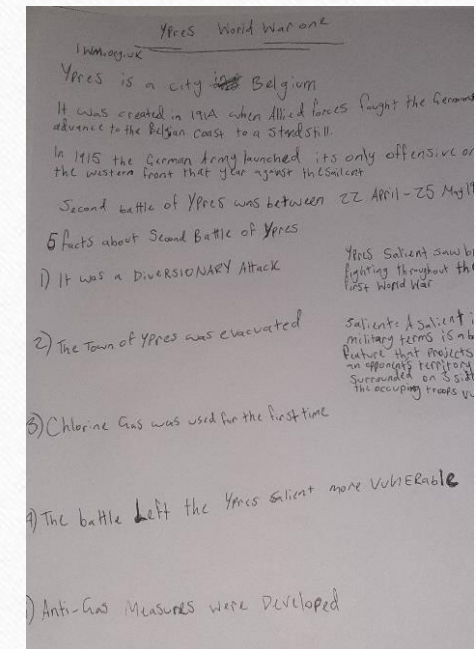 Ypres World War one
iwm.org.uk
Ypres is a city in Belgium
It was created in 1914 when Allied forces fought the German
advance to the Belgian coast to a standstill.
In 1915 the German Army launched its only offensive on
the western front that year against the salient
Second battle of Ypres was between 22 April-25 May 1
5 facts about Second Battle of Ypres
1) It was a DiVERSIONARY Attack
2) The Town of Ypres was evacuated
3) Chlorine Gas was used for the first time
4) The battle Left the Ypres salient more VulnERable
) Anti-Gas Measures were Developed
Ypres Salient saw
fighting throughout the
first World War
Salient: A salient i
military terms is a
feature that projects
an opponents territory
Surrounded on 3 sid
the occupying troops vu